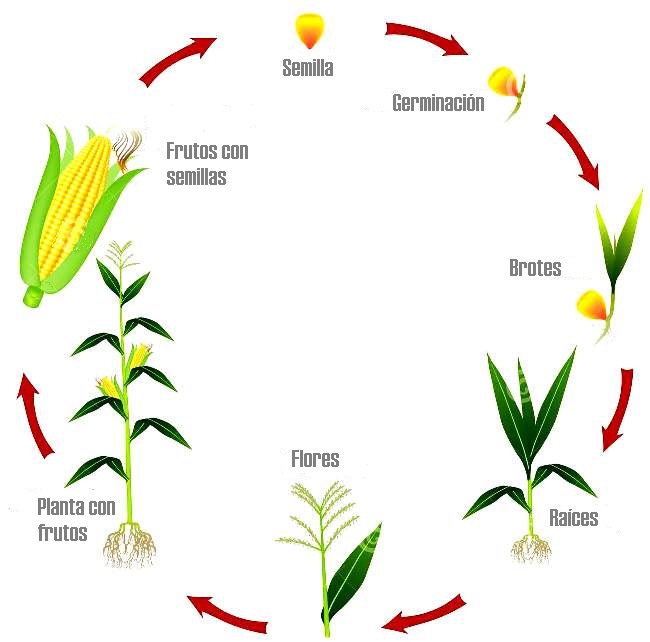 Semilla
Germinación
Brotes
Raíces
Flores
Planta con
frutos
Frutos con
semillas